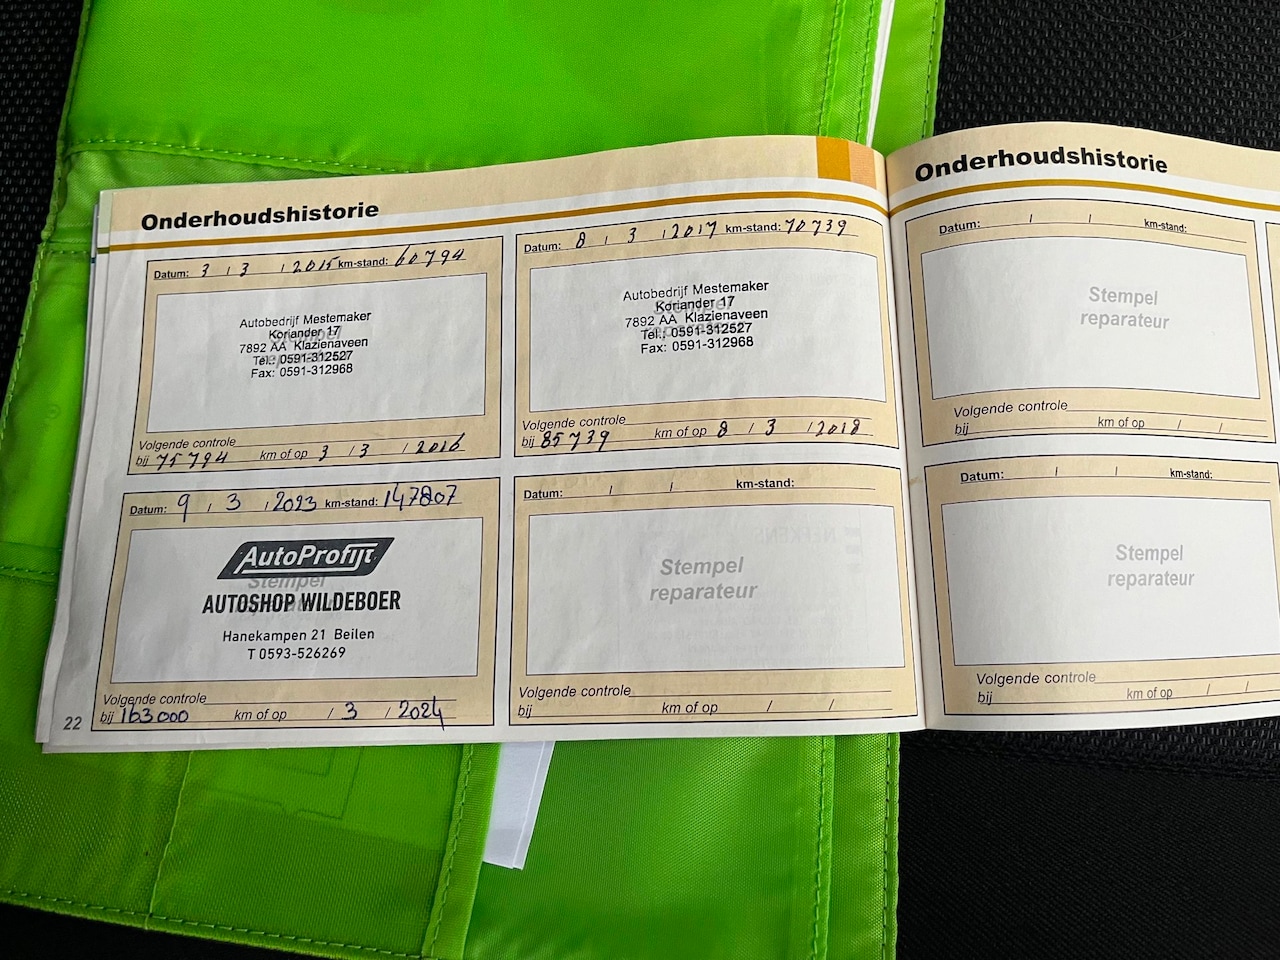 Onderhoudshistorie
Datum: 3 / 3 / 2015 km-stand: 60794
Autobedrijf Mestemaker
Koriander 17
7892 AA Klazienaveen
Tel.: 0591-312527
Fax: 0591-312968
Volgende controle
bij 75794 km of op 3 / 3 / 2016
Datum: 8 / 3 / 2017 km-stand: 70739
Autobedrijf Mestemaker
Koriander 17
7892 AA Klazienaveen
Tel.: 0591-312527
Fax: 0591-312968
Volgende controle
bij 85739 km of op 8 / 3 / 2018
Datum: 9 / 3 / 2023 km-stand: 147807
AutoProfijt
Stempel
AUTOSHOP WILDEBOER
Hanekampen 21 Beilen
T 0593-526269
Volgende controle
bij 163000 km of op / 3 / 2024
Datum: / / km-stand:
Stempel
reparateur
Volgende controle
bij km of op / /
22
Onderhoudshistorie
Datum: / / km-stand:
Stempel
reparateur
Volgende controle
bij km of op / /
Datum: / / km-stand:
Stempel
reparateur
Volgende controle
bij km of op / /